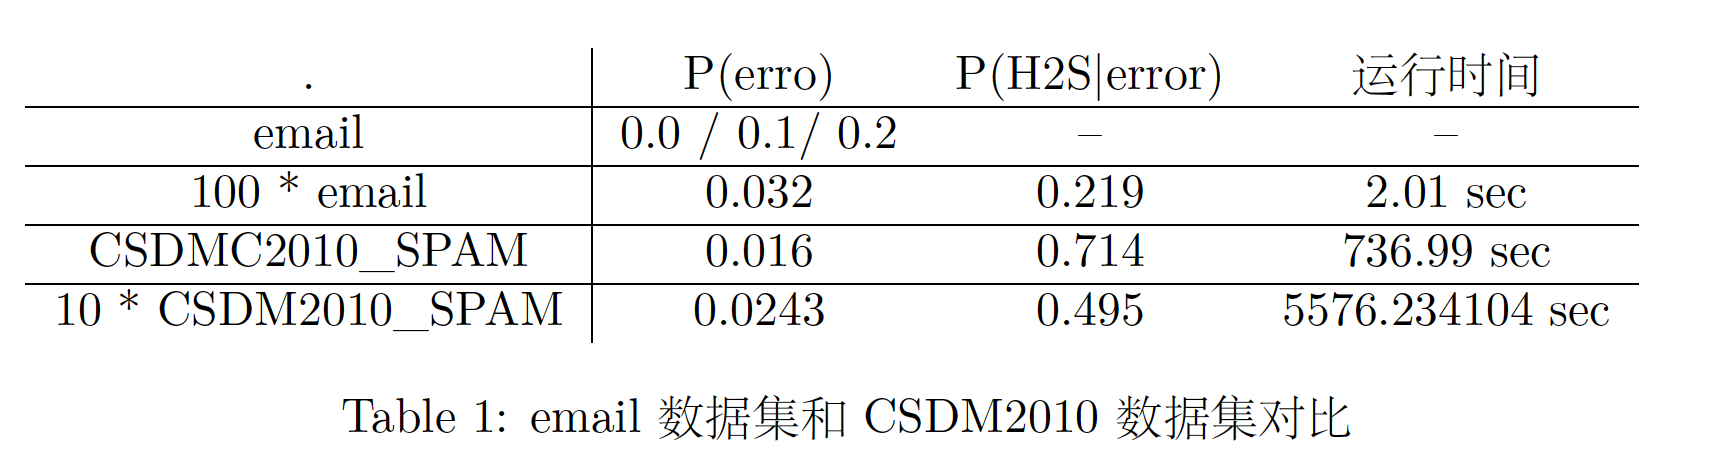 . P(erro) P(H2S|error) 运行时间
email 0.0 / 0.1/ 0.2 – –
100 * email 0.032 0.219 2.01 sec
CSDMC2010_SPAM 0.016 0.714 736.99 sec
10 * CSDM2010_SPAM 0.0243 0.495 5576.234104 sec
Table 1: email 数据集和 CSDM2010 数据集对比